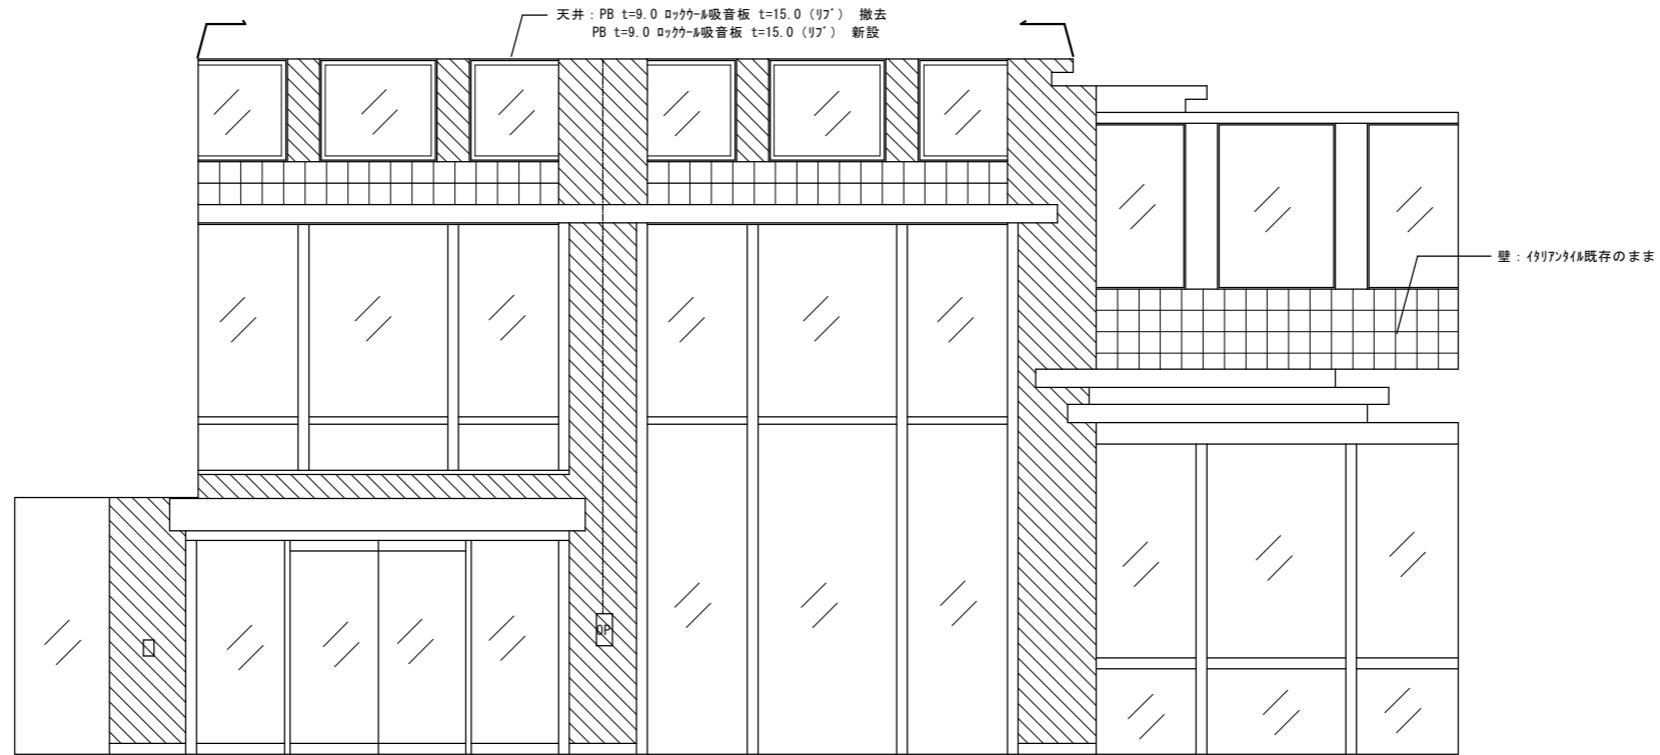 天井：PB t=9.0 ﾛｯｸｳｰﾙ吸音板 t=15.0（ﾘﾌﾞ） 撤去
PB t=9.0 ﾛｯｸｳｰﾙ吸音板 t=15.0（ﾘﾌﾞ） 新設
壁：ｲﾀﾘｱﾝﾀｲﾙ既存のまま
OP